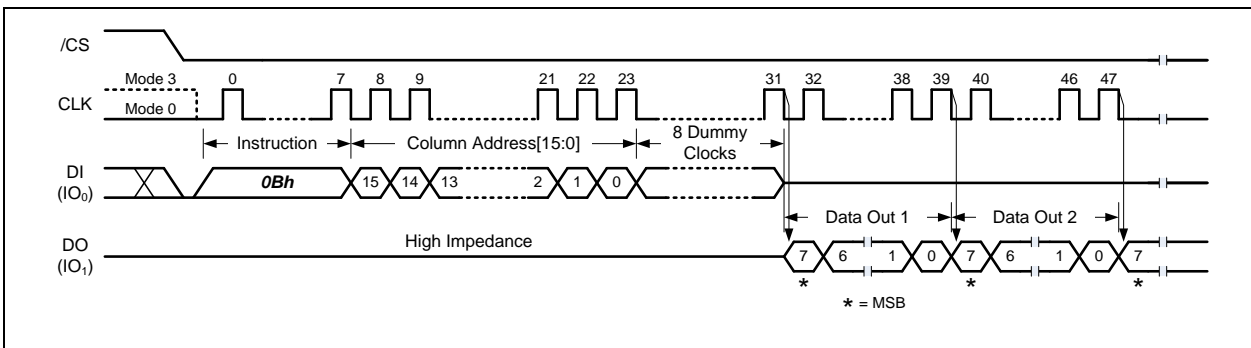 /CS
Mode 3 0 7 8 9 21 22 23 31 32 38 39 40 46 47
CLK Mode 0
Instruction Column Address[15:0] 8 Dummy
Clocks
DI
(IO0) 0Bh 15 14 13 2 1 0
Data Out 1 Data Out 2
DO High Impedance
(IO1) 7 6 1 0 7 6 1 0 7
* * *
* = MSB